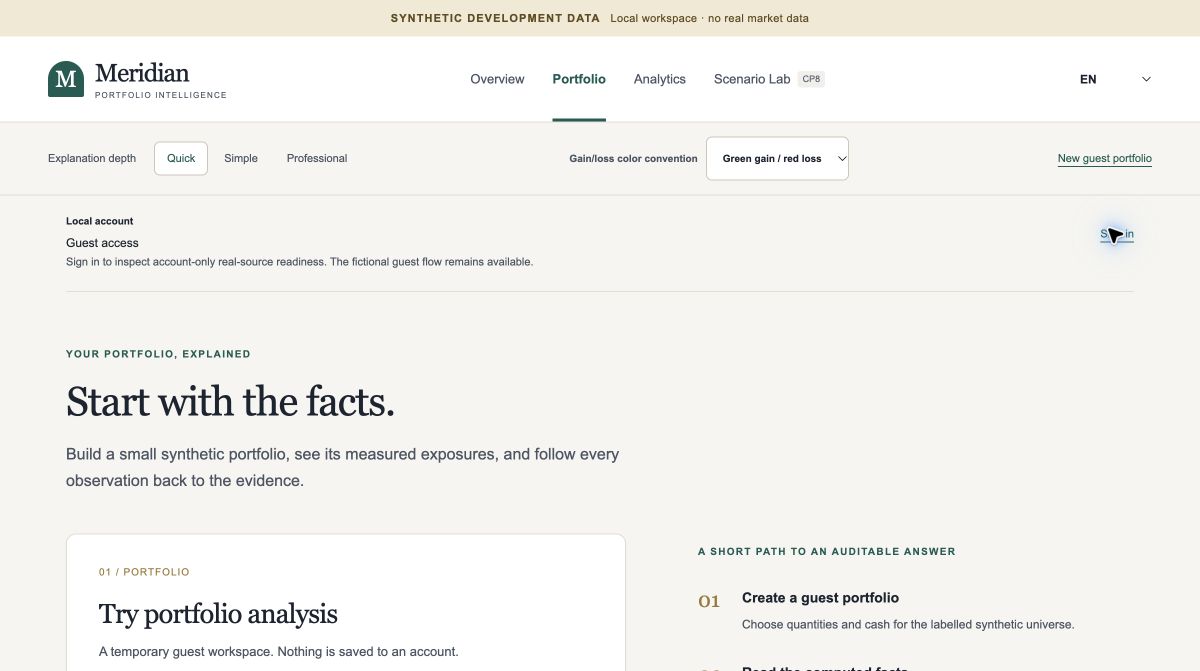 SYNTHETIC DEVELOPMENT DATA Local workspace · no real market data
M Meridian
PORTFOLIO INTELLIGENCE
Overview Portfolio Analytics Scenario Lab CP8
EN
Explanation depth Quick Simple Professional
Gain/loss color convention Green gain / red loss
New guest portfolio
Local account
Guest access
Sign in to inspect account-only real-source readiness. The fictional guest flow remains available.
YOUR PORTFOLIO, EXPLAINED
Start with the facts.
Build a small synthetic portfolio, see its measured exposures, and follow every
observation back to the evidence.
01 / PORTFOLIO
Try portfolio analysis
A temporary guest workspace. Nothing is saved to an account.
A SHORT PATH TO AN AUDITABLE ANSWER
01 Create a guest portfolio
Choose quantities and cash for the labelled synthetic universe.